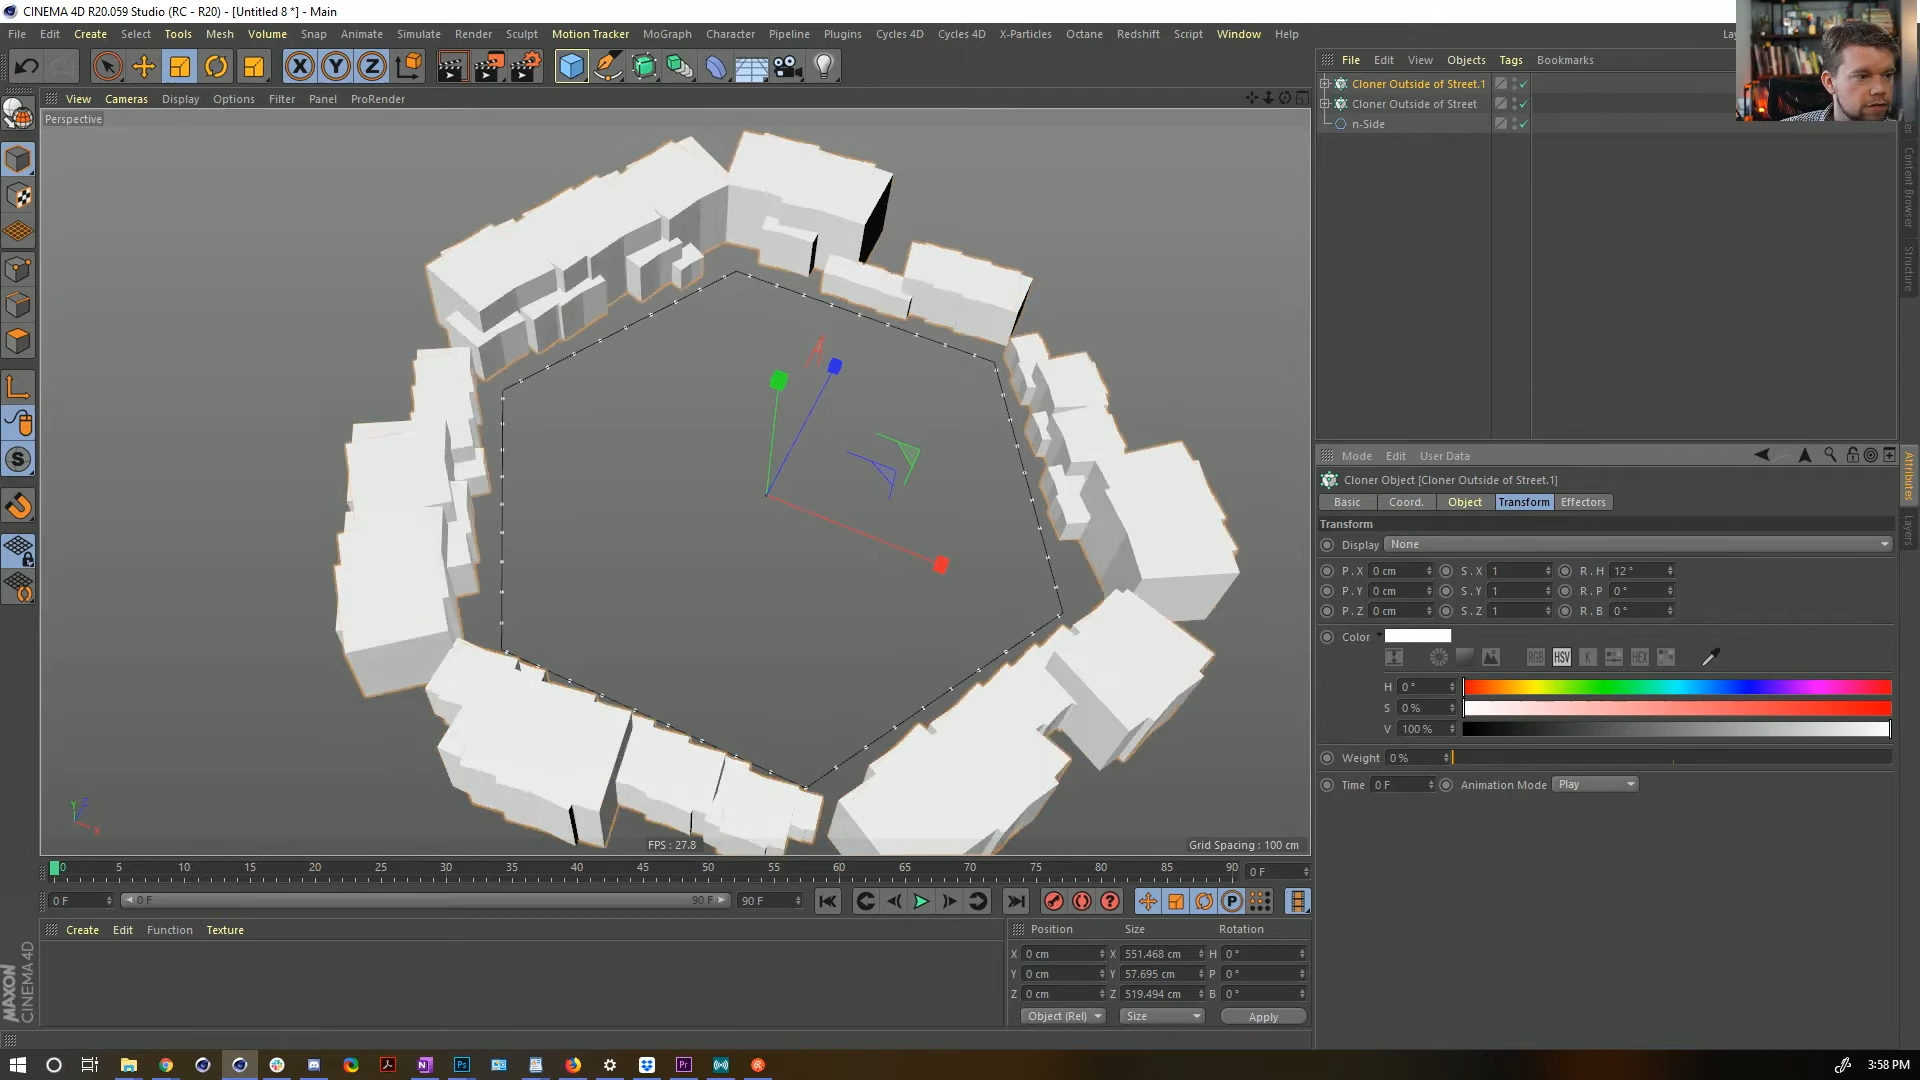 CINEMA 4D R20.059 Studio (RC - R20) - [Untitled 8 *] - Main
File Edit Create Select Tools Mesh Volume Snap Animate Simulate Render Sculpt Motion Tracker MoGraph Character Pipeline Plugins Cycles 4D Cycles 4D X-Particles Octane Redshift Script Window Help
File Edit View Objects Tags Bookmarks
Cloner Outside of Street.1
Cloner Outside of Street
n-Side
View Cameras Display Options Filter Panel ProRender
Perspective
Content Browser
Structure
Mode Edit User Data
Cloner Object [Cloner Outside of Street.1]
Basic Coord. Object Transform Effectors
Transform
Display None
P . X 0 cm S . X 1 R . H 12 °
P . Y 0 cm S . Y 1 R . P 0 °
P . Z 0 cm S . Z 1 R . B 0 °
Color
RGB HSV K HEX
H 0 °
S 0 %
V 100 %
Weight 0 %
Time 0 F Animation Mode Play
Attributes
Layers
Y Z X
FPS : 27.8
Grid Spacing : 100 cm
0 5 10 15 20 25 30 35 40 45 50 55 60 65 70 75 80 85 90 0 F
0 F 0 F 90 F 90 F
Create Edit Function Texture
Position Size Rotation
X 0 cm X 551.468 cm H 0 °
Y 0 cm Y 57.695 cm P 0 °
Z 0 cm Z 519.494 cm B 0 °
Object (Rel) Size Apply
MAXON
CINEMA 4D
3:58 PM